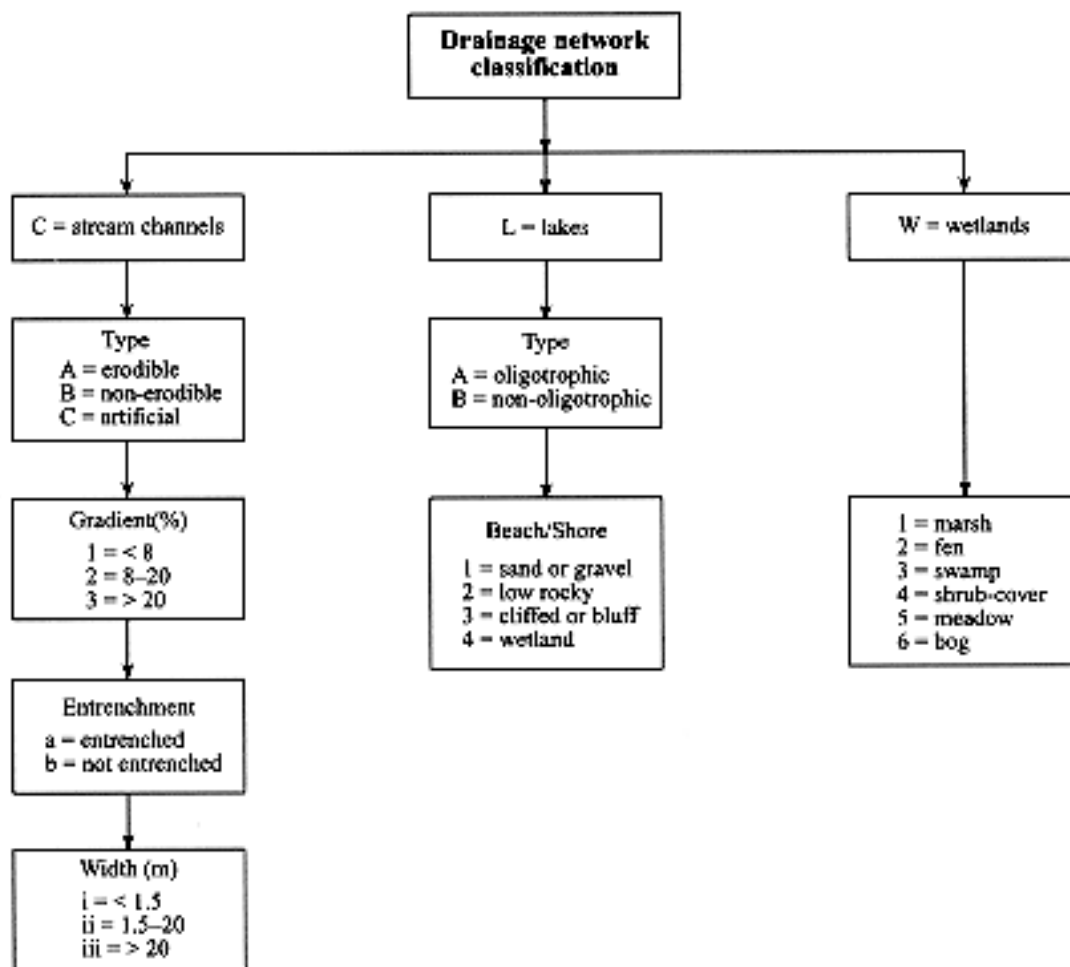 Drainage network
classification
C = stream channels
L = lakes
W = wetlands
Type
A = erodible
B = non-erodible
C = artificial
Type
A = oligotrophic
B = non-oligotrophic
Gradient(%)
1 = < 8
2 = 8–20
3 = > 20
Beach/Shore
1 = sand or gravel
2 = low rocky
3 = cliffed or bluff
4 = wetland
1 = marsh
2 = fen
3 = swamp
4 = shrub-cover
5 = meadow
6 = bog
Entrenchment
a = entrenched
b = not entrenched
Width (m)
i = < 1.5
ii = 1.5–20
iii = > 20